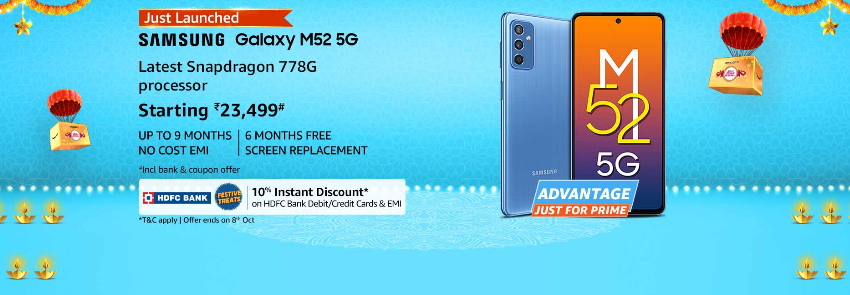 Just Launched
SAMSUNG Galaxy M52 5G
Latest Snapdragon 778G
processor
Starting ₹23,499#
UP TO 9 MONTHS
NO COST EMI
6 MONTHS FREE
SCREEN REPLACEMENT
*Incl bank & coupon offer
HDFC BANK
FESTIVE
TREATS
10% Instant Discount*
on HDFC Bank Debit/Credit Cards & EMI
*T&C apply | Offer ends on 8th Oct
SAMSUNG
M
52
5G
ADVANTAGE
JUST FOR PRIME